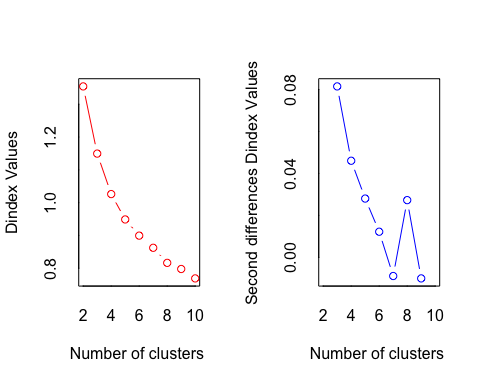 Dindex Values
0.8 1.0 1.2
2 4 6 8 10
Number of clusters
Second differences Dindex Values
0.00 0.04 0.08
2 4 6 8 10
Number of clusters